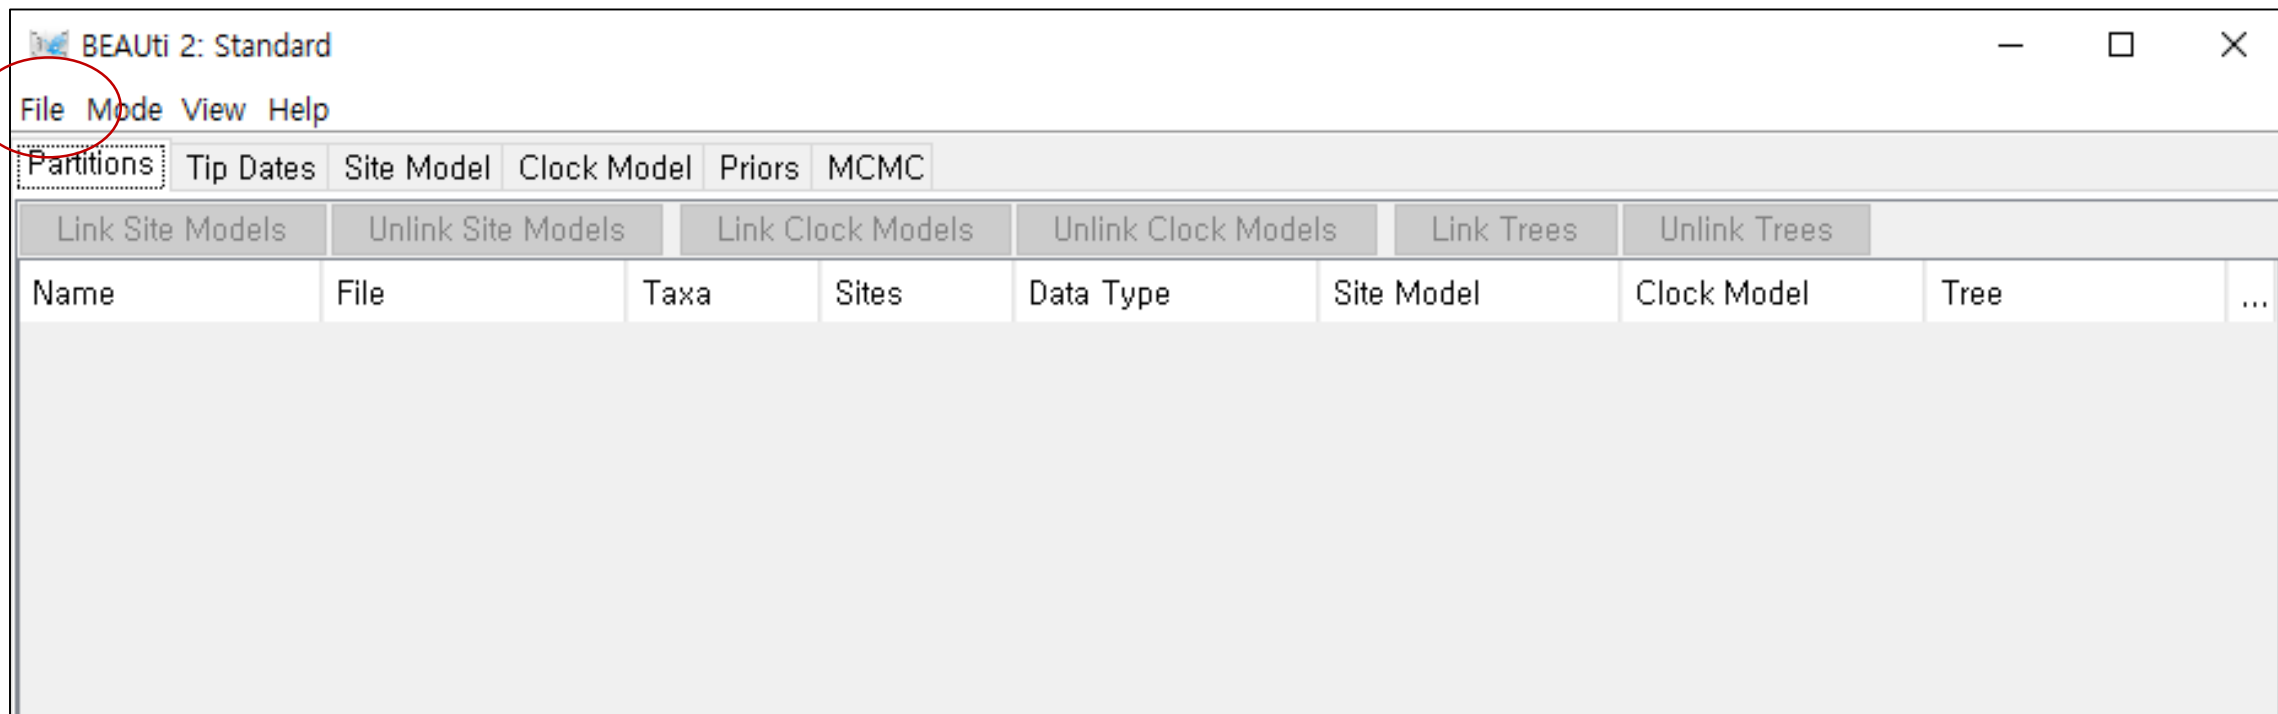 BEAUti 2: Standard
File Mode View Help
Partitions Tip Dates Site Model Clock Model Priors MCMC
Link Site Models Unlink Site Models Link Clock Models Unlink Clock Models Link Trees Unlink Trees
Name File Taxa Sites Data Type Site Model Clock Model Tree ...